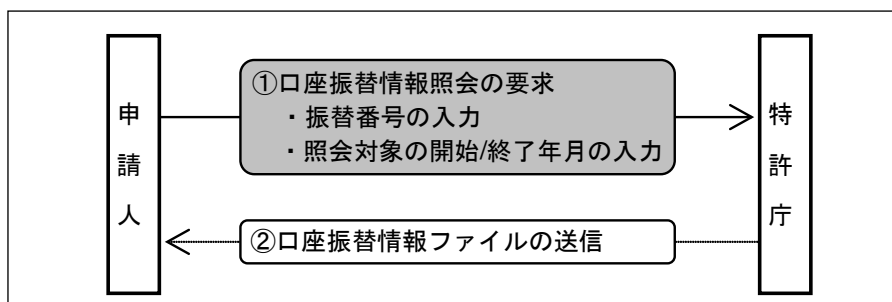 申請人
①口座振替情報照会の要求
・振替番号の入力
・照会対象の開始/終了年月の入力
②口座振替情報ファイルの送信
特許庁